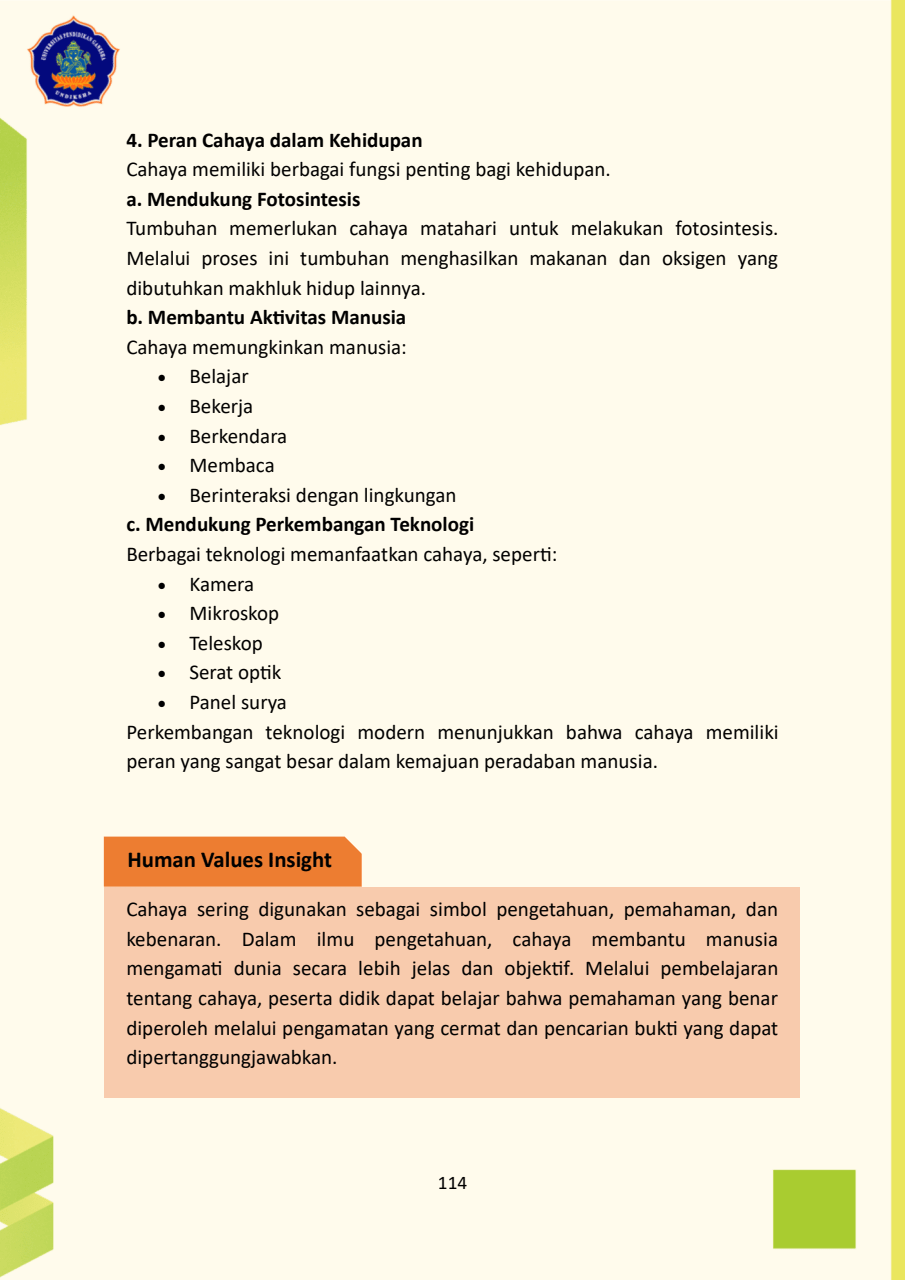 UNIVERSITAS PENDIDIKAN GANESHA
UNDIKSHA
4. Peran Cahaya dalam Kehidupan
Cahaya memiliki berbagai fungsi penting bagi kehidupan.
a. Mendukung Fotosintesis
Tumbuhan memerlukan cahaya matahari untuk melakukan fotosintesis.
Melalui proses ini tumbuhan menghasilkan makanan dan oksigen yang
dibutuhkan makhluk hidup lainnya.
b. Membantu Aktivitas Manusia
Cahaya memungkinkan manusia:
• Belajar
• Bekerja
• Berkendara
• Membaca
• Berinteraksi dengan lingkungan
c. Mendukung Perkembangan Teknologi
Berbagai teknologi memanfaatkan cahaya, seperti:
• Kamera
• Mikroskop
• Teleskop
• Serat optik
• Panel surya
Perkembangan teknologi modern menunjukkan bahwa cahaya memiliki
peran yang sangat besar dalam kemajuan peradaban manusia.
Human Values Insight
Cahaya sering digunakan sebagai simbol pengetahuan, pemahaman, dan
kebenaran. Dalam ilmu pengetahuan, cahaya membantu manusia
mengamati dunia secara lebih jelas dan objektif. Melalui pembelajaran
tentang cahaya, peserta didik dapat belajar bahwa pemahaman yang benar
diperoleh melalui pengamatan yang cermat dan pencarian bukti yang dapat
dipertanggungjawabkan.
114